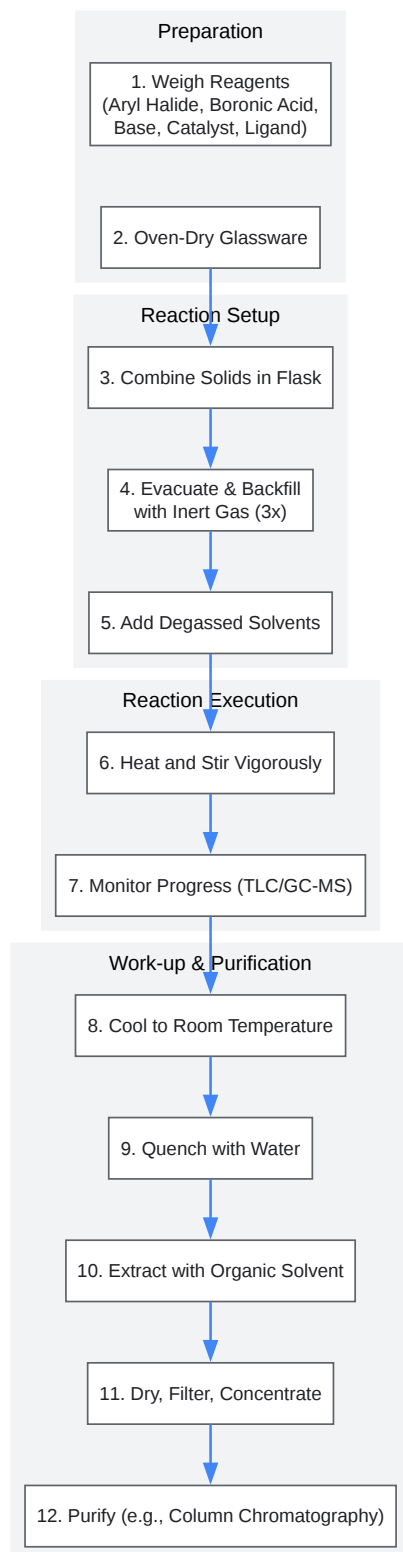 Preparation
1. Weigh Reagents
(Aryl Halide, Boronic Acid,
Base, Catalyst, Ligand)
2. Oven-Dry Glassware
Reaction Setup
3. Combine Solids in Flask
4. Evacuate & Backfill
with Inert Gas (3x)
5. Add Degassed Solvents
Reaction Execution
6. Heat and Stir Vigorously
7. Monitor Progress (TLC/GC-MS)
Work-up & Purification
8. Cool to Room Temperature
9. Quench with Water
10. Extract with Organic Solvent
11. Dry, Filter, Concentrate
12. Purify (e.g., Column Chromatography)